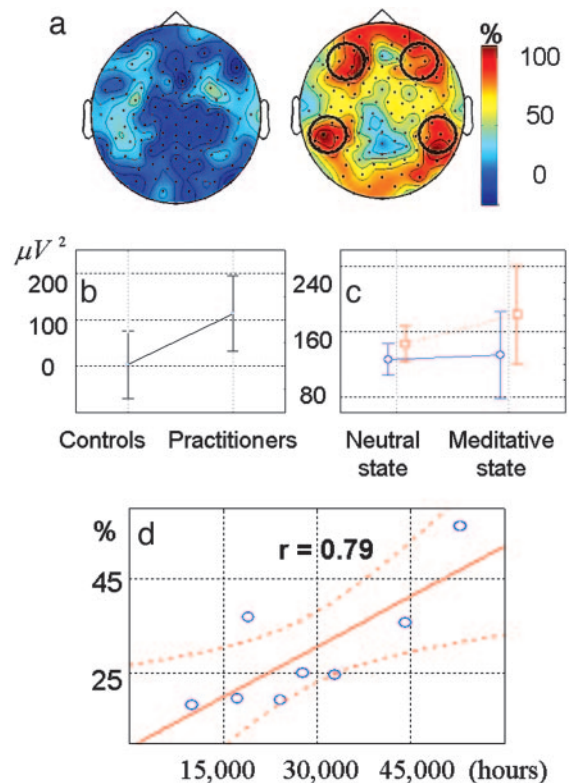 a
%
100
50
0
μV²
200
100
0
b
Controls Practitioners
240
160
80
c
Neutral state
Meditative state
%
d
r = 0.79
45
25
15,000 30,000 45,000 (hours)